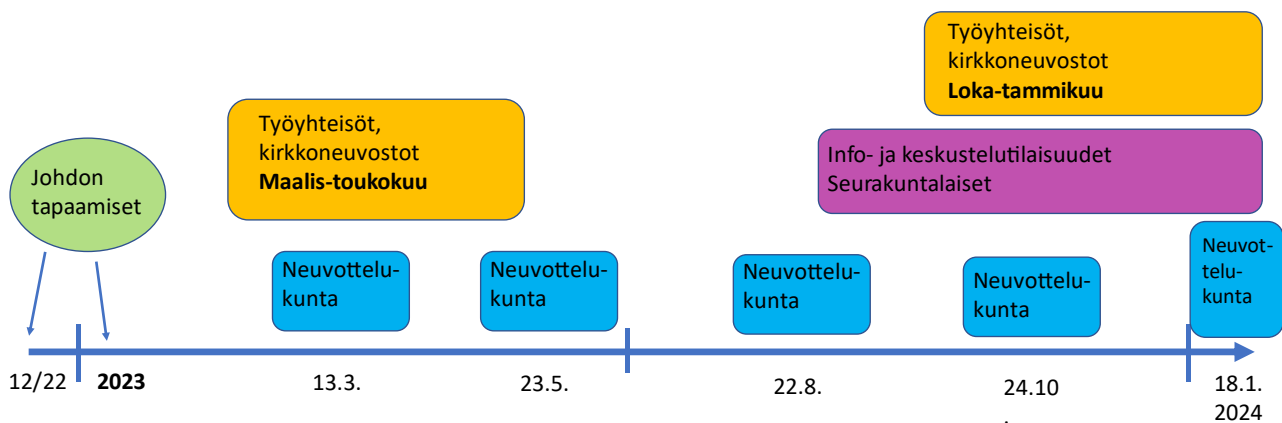 Työyhteisöt,
kirkkoneuvostot
Loka-tammikuu
Työyhteisöt,
kirkkoneuvostot
Maalis-toukokuu
Info- ja keskustelutilaisuudet
Seurakuntalaiset
Johdon
tapaamiset
Neuvottelu-
kunta
Neuvottelu-
kunta
Neuvottelu-
kunta
Neuvottelu-
kunta
Neuvot-
telu-
kunta
12/22
2023
13.3.
23.5.
22.8.
24.10
.
18.1.
2024